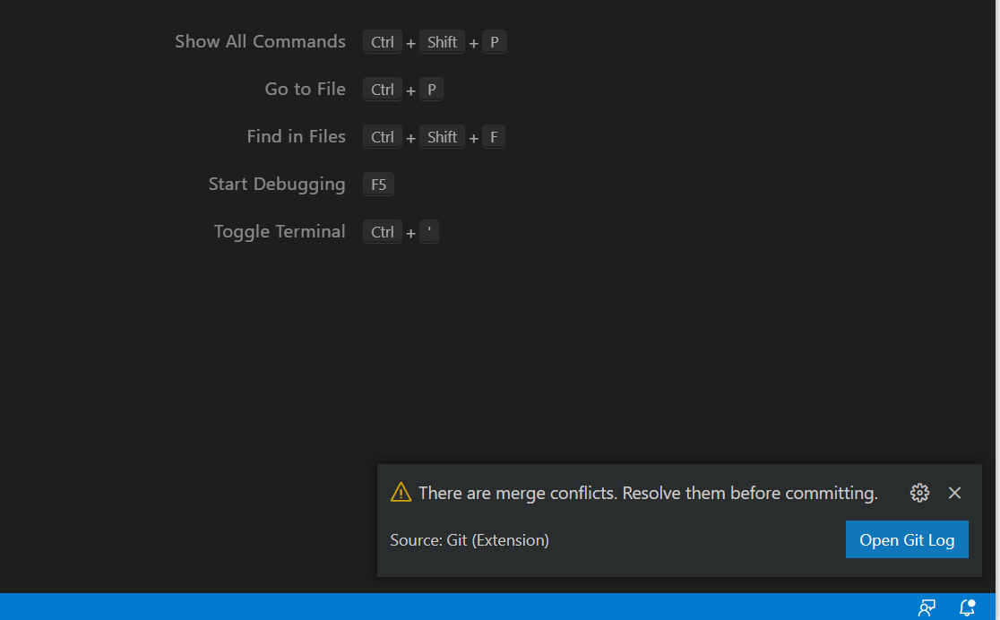 Show All Commands Ctrl + Shift + P
Go to File Ctrl + P
Find in Files Ctrl + Shift + F
Start Debugging F5
Toggle Terminal Ctrl + '
There are merge conflicts. Resolve them before committing.
Source: Git (Extension)
Open Git Log